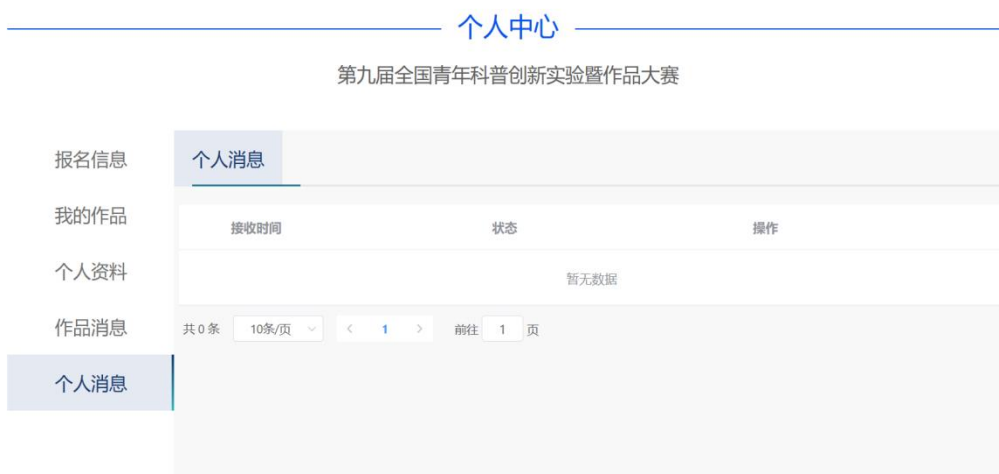 个人中心
第九届全国青年科普创新实验暨作品大赛
报名信息
我的作品
个人资料
作品消息
个人消息
个人消息
接收时间 状态 操作
暂无数据
共 0 条 10条/页 1 前往 1 页